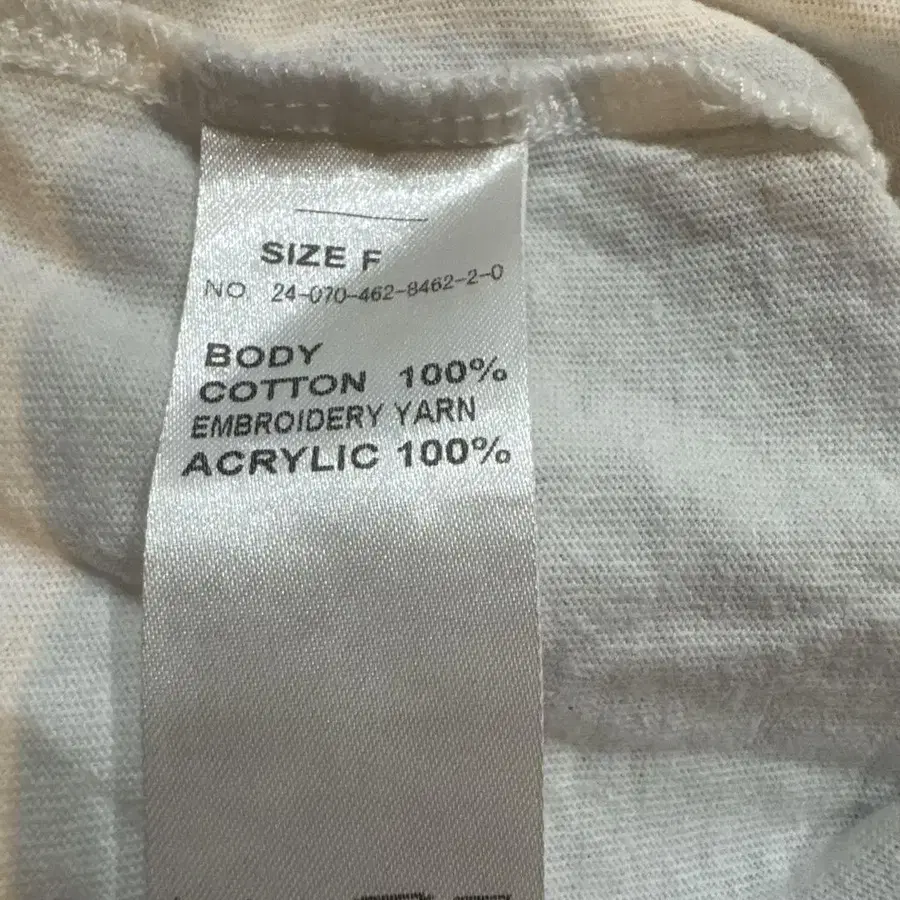 SIZE F
NO 24-070-462-8462-2-0
BODY
COTTON 100%
EMBROIDERY YARN
ACRYLIC 100%